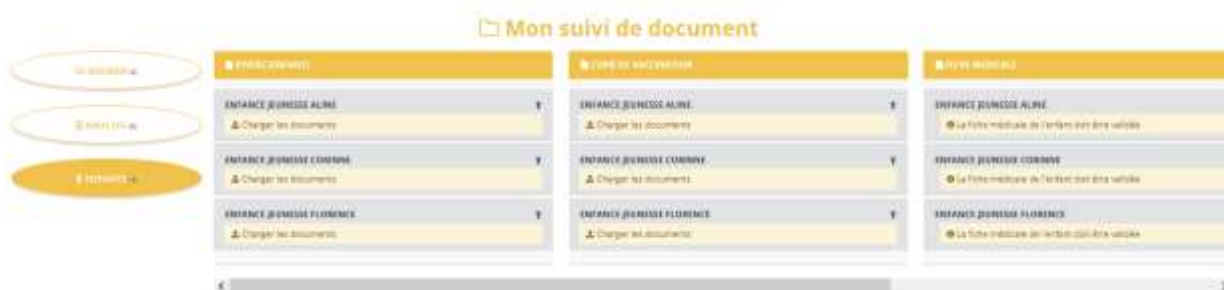 Mon suivi de document
FICHE MEDICALE
ENFANCE JEUNESSE ALINE
Charger les documents
ENFANCE JEUNESSE CORINNE
Charger les documents
ENFANCE JEUNESSE FLORENCE
Charger les documents
ENFANCE JEUNESSE ALINE
Charger les documents
ENFANCE JEUNESSE CORINNE
Charger les documents
ENFANCE JEUNESSE FLORENCE
Charger les documents
ENFANCE JEUNESSE ALINE
La fiche médicale de l'enfant doit être validée
ENFANCE JEUNESSE CORINNE
La fiche médicale de l'enfant doit être validée
ENFANCE JEUNESSE FLORENCE
La fiche médicale de l'enfant doit être validée